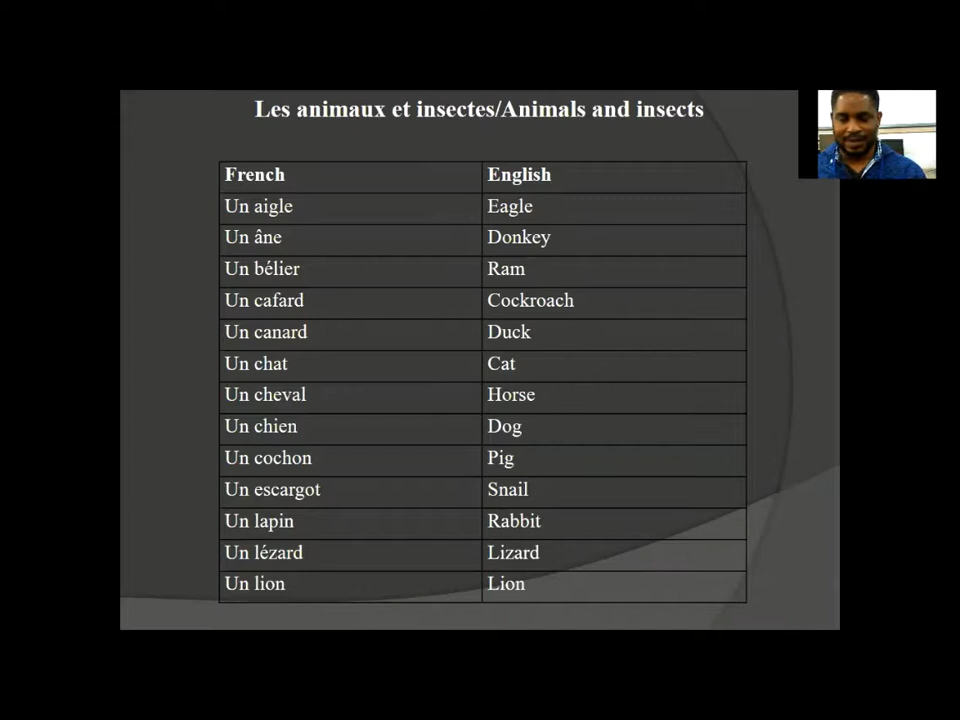 Les animaux et insectes/Animals and insects
French English
Un aigle Eagle
Un âne Donkey
Un bélier Ram
Un cafard Cockroach
Un canard Duck
Un chat Cat
Un cheval Horse
Un chien Dog
Un cochon Pig
Un escargot Snail
Un lapin Rabbit
Un lézard Lizard
Un lion Lion